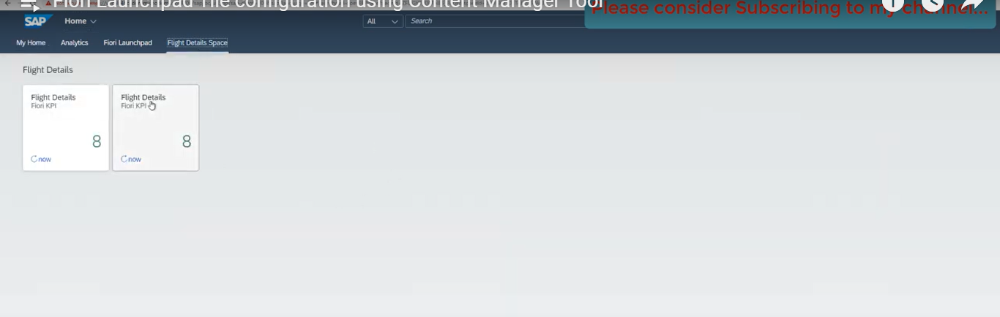 Fiori Launchpad Tile configuration using Content Manager Tool
Please consider Subscribing to my channel...
SAP
Home
All
Search
My Home
Analytics
Fiori Launchpad
Flight Details Space
Flight Details
Flight Details
Fiori KPI
8
now
Flight Details
Fiori KPI
8
now